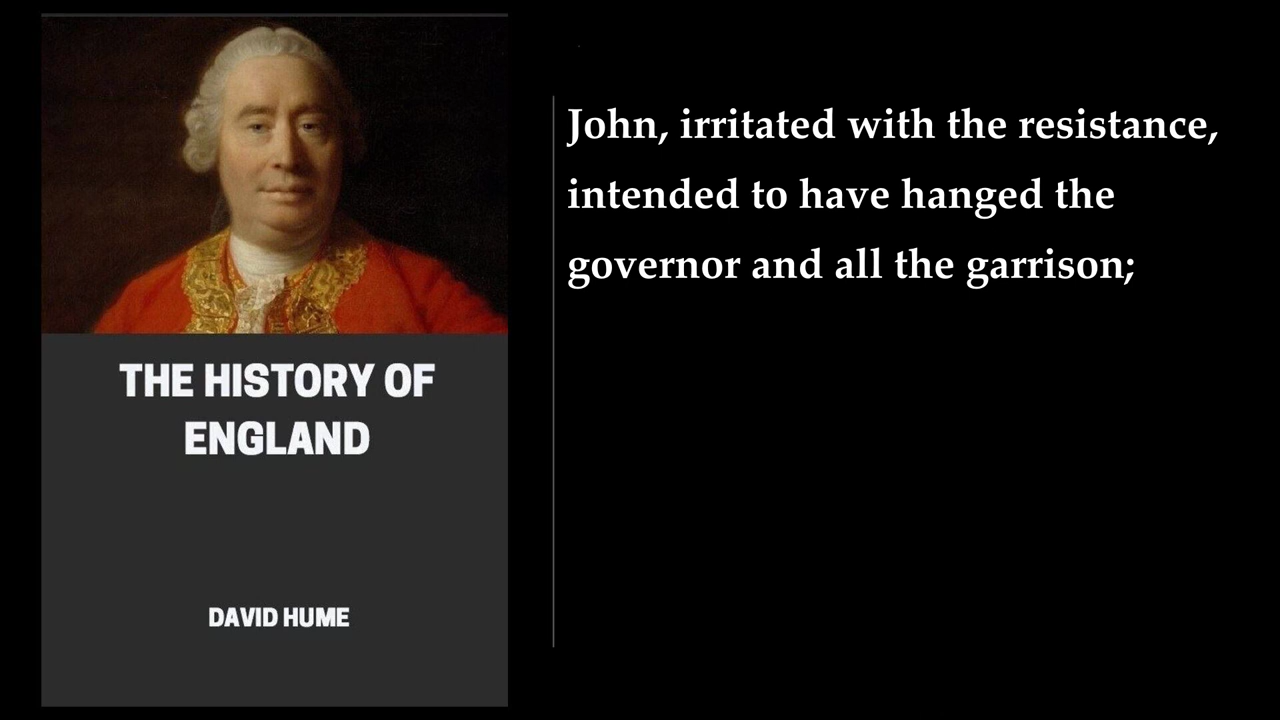 THE HISTORY OF
ENGLAND
DAVID HUME
John, irritated with the resistance,
intended to have hanged the
governor and all the garrison;